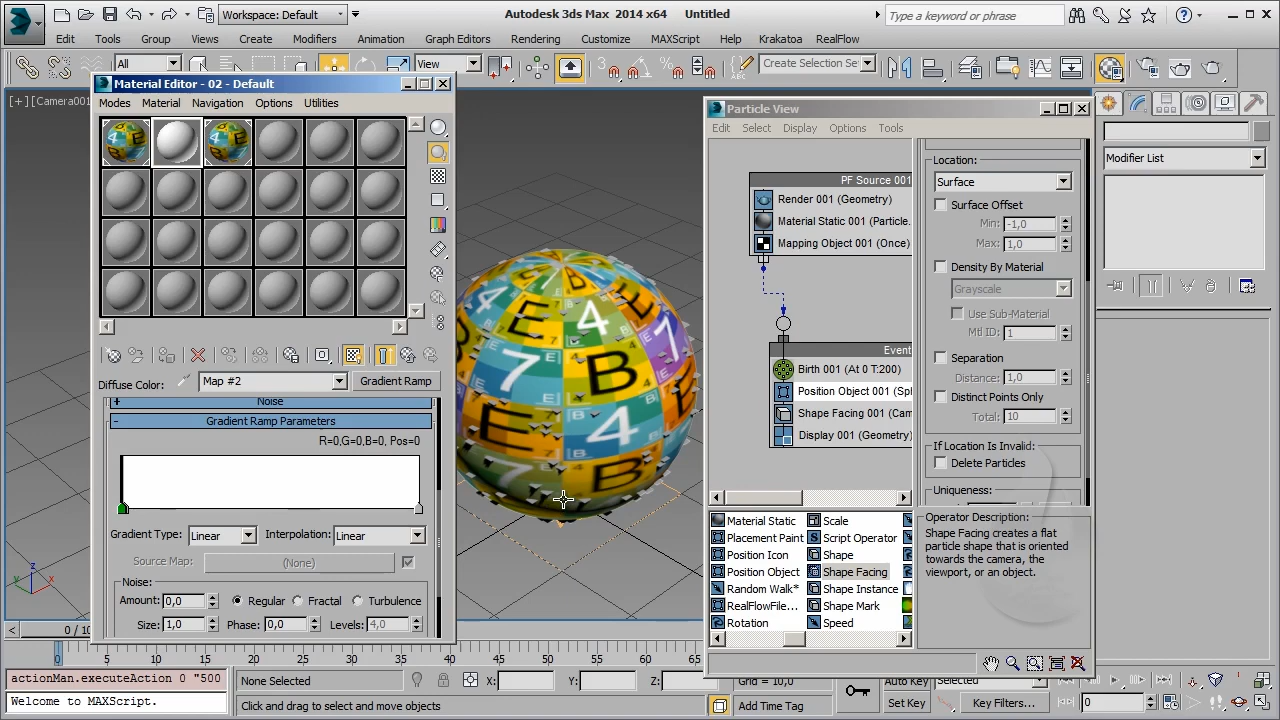 Workspace: Default
Autodesk 3ds Max 2014 x64
Untitled
Type a keyword or phrase
Edit Tools Group Views Create Modifiers Animation Graph Editors Rendering Customize MAXScript Help Krakatoa RealFlow
All
View
Create Selection Se
[+][Camera001
Material Editor - 02 - Default
Modes Material Navigation Options Utilities
Diffuse Color:
Map #2
Gradient Ramp
Noise
Gradient Ramp Parameters
R=0,G=0,B=0, Pos=0
Gradient Type:
Linear
Interpolation:
Linear
Source Map:
(None)
Noise:
Amount: 0,0
Regular
Fractal
Turbulence
Size: 1,0
Phase: 0,0
Levels: 4,0
Particle View
Edit Select Display Options Tools
PF Source 001
Render 001 (Geometry)
Material Static 001 (Particle.
Mapping Object 001 (Once)
Event
Birth 001 (At 0 T:200)
Position Object 001 (Sp
Shape Facing 001 (Cam
Display 001 (Geometry)
Location:
Surface
Surface Offset
Min: -1,0
Max: 1,0
Density By Material
Grayscale
Use Sub-Material
Mtl ID: 1
Separation
Distance: 1,0
Distinct Points Only
Total: 10
If Location Is Invalid:
Delete Particles
Uniqueness:
Material Static
Placement Paint
Position Icon
Position Object
Random Walk*
RealFlowFile...
Rotation
Scale
Script Operator
Shape
Shape Facing
Shape Instance
Shape Mark
Speed
Operator Description:
Shape Facing creates a flat
particle shape that is oriented
towards the camera, the
viewport, or an object.
Modifier List
4 E B 7
z
x
y
0 / 10
0 5 10 15 20 25 30 35 40 45 50 55 60 65
actionMan.executeAction 0 "500
Welcome to MAXScript.
None Selected
Click and drag to select and move objects
X:
Y:
Z:
Grid = 10,0
Add Time Tag
Auto Key
Selected
Set Key
Key Filters...
0